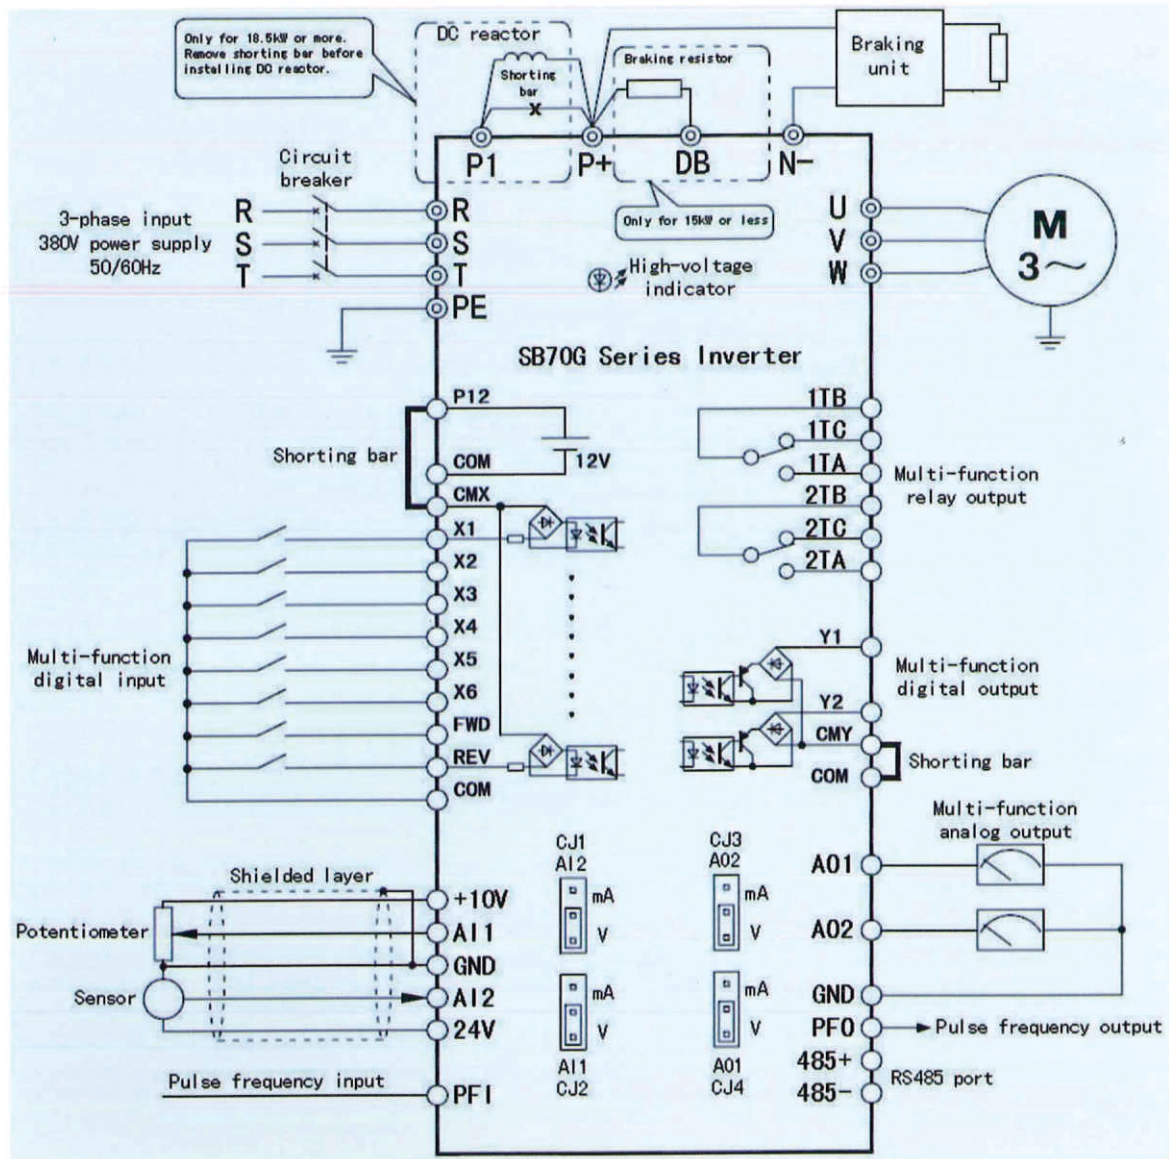 Only for 18.5kW or more.
Remove shorting bar before
installing DC reactor.
DC reactor
Shorting
bar
Braking resistor
Braking
unit
P1
P+
DB
N-
Only for 15kW or less
Circuit
breaker
3-phase input
380V power supply
50/60Hz
R
S
T
R
S
T
PE
High-voltage
indicator
U
V
W
M
3~
SB70G Series Inverter
P12
COM
CMX
Shorting bar
12V
X1
X2
X3
X4
X5
X6
FWD
REV
COM
Multi-function
digital input
1TB
1TC
1TA
2TB
2TC
2TA
Multi-function
relay output
Y1
Y2
CMY
COM
Multi-function
digital output
Shorting bar
Multi-function
analog output
CJ1
AI2
mA
V
CJ3
AO2
mA
V
mA
V
AI1
CJ2
mA
V
AO1
CJ4
Shielded layer
Potentiometer
Sensor
+10V
AI1
GND
AI2
24V
Pulse frequency input
PFI
AO1
AO2
GND
PFO
Pulse frequency output
485+
485-
RS485 port